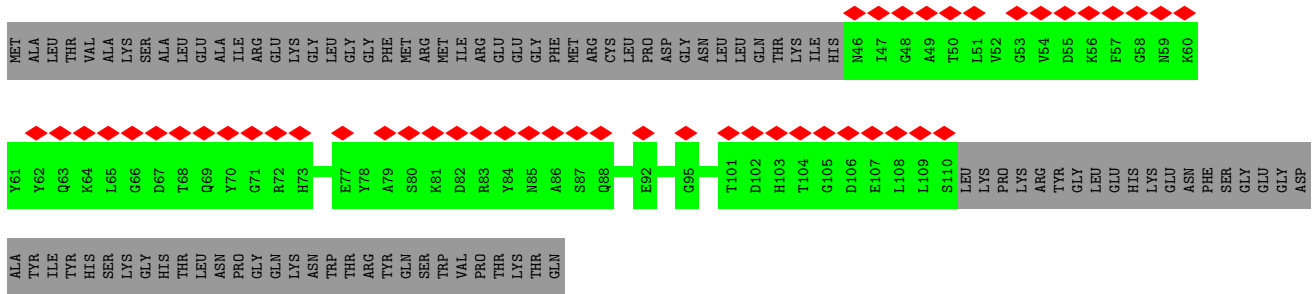 MET ALA LEU THR VAL ALA LYS SER ALA LEU GLU ALA ILE ARG GLU LYS GLY LEU GLY GLY PHE MET ARG MET ILE ARG GLU GLU GLY PHE MET ARG CYS LEU PRO ASP GLY ASN LEU LEU GLN THR LYS ILE HIS N46 I47 G48 A49 T50 L51 V52 G53 V54 D55 K56 F57 G58 N59 K60
Y61 Y62 Q63 K64 L65 G66 D67 T68 Q69 Y70 G71 R72 H73 E77 Y78 A79 S80 K81 D82 R83 Y84 N85 A86 S87 Q88 E92 G95 T101 D102 H103 T104 G105 D106 E107 L108 L109 S110 LEU LYS PRO LYS ARG TYR GLY LEU GLU HIS LYS GLU ASN PHE SER GLY GLU GLY ASP
ALA TYR ILE TYR HIS SER LYS GLY HIS THR LEU ASN PRO GLY GLN LYS ASN TRP THR ARG TYR GLN SER TRP VAL PRO THR LYS THR GLN